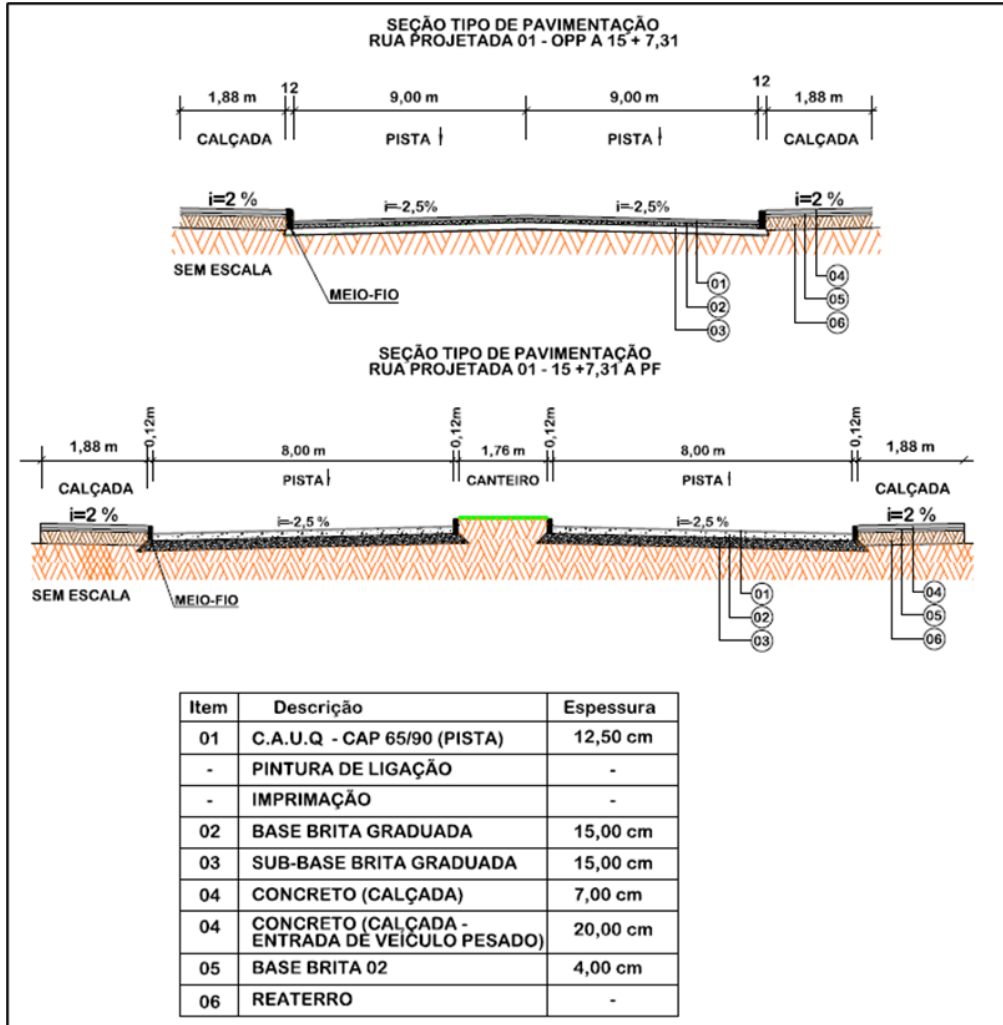 SEÇÃO TIPO DE PAVIMENTAÇÃO
RUA PROJETADA 01 - OPP A 15 + 7,31
1,88 m 12 9,00 m 9,00 m 12 1,88 m
CALÇADA PISTA PISTA CALÇADA
i=2 % i=-2,5% i=-2,5% i=2 %
SEM ESCALA
MEIO-FIO
01 04
02 05
03 06
SEÇÃO TIPO DE PAVIMENTAÇÃO
RUA PROJETADA 01 - 15 +7,31 A PF
1,88 m 0,12m 8,00 m 0,12m 1,76 m 0,12m 8,00 m 0,12m 1,88 m
CALÇADA PISTA CANTEIRO PISTA CALÇADA
i=2 % i=-2,5 % i=-2,5 % i=2 %
SEM ESCALA
MEIO-FIO
01 04
02 05
03 06
Item Descrição Espessura
01 C.A.U.Q - CAP 65/90 (PISTA) 12,50 cm
- PINTURA DE LIGAÇÃO -
- IMPRIMAÇÃO -
02 BASE BRITA GRADUADA 15,00 cm
03 SUB-BASE BRITA GRADUADA 15,00 cm
04 CONCRETO (CALÇADA) 7,00 cm
04 CONCRETO (CALÇADA -
ENTRADA DE VEÍCULO PESADO) 20,00 cm
05 BASE BRITA 02 4,00 cm
06 REATERRO -